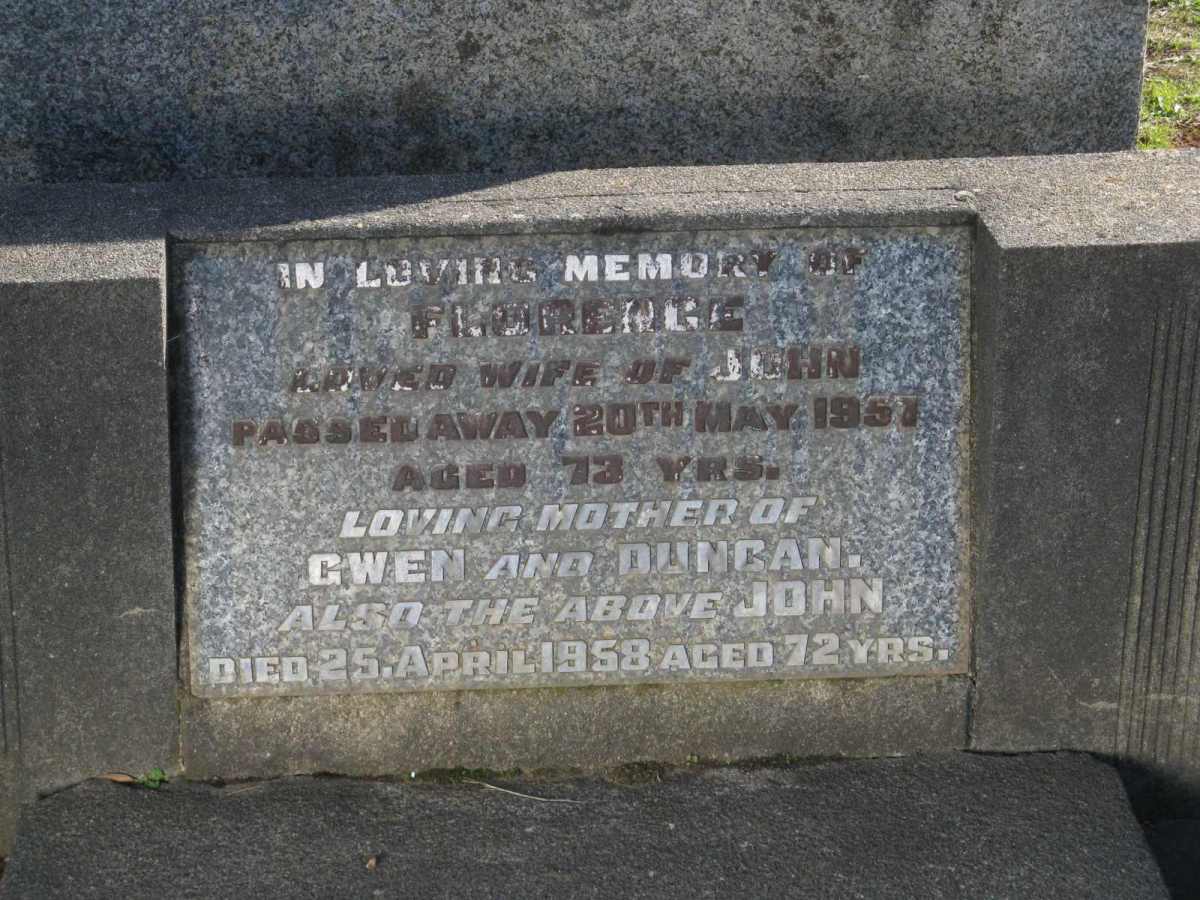 IN LOVING MEMORY OF
FLORENCE
LOVED WIFE OF JOHN
PASSED AWAY 20TH MAY 1957
AGED 73 YRS.
LOVING MOTHER OF
GWEN AND DUNCAN.
ALSO THE ABOVE JOHN
DIED 25. APRIL 1958 AGED 72 YRS.